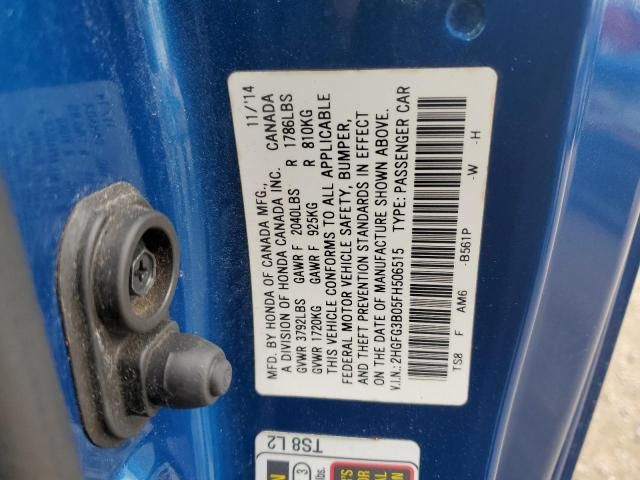 MFD. BY HONDA OF CANADA MFG., 11/'14
A DIVISION OF HONDA CANADA INC. CANADA
GVWR 3792LBS GAWR F 2040LBS R 1786LBS
GVWR 1720KG GAWR F 925KG R 810KG
THIS VEHICLE CONFORMS TO ALL APPLICABLE
FEDERAL MOTOR VEHICLE SAFETY, BUMPER,
AND THEFT PREVENTION STANDARDS IN EFFECT
ON THE DATE OF MANUFACTURE SHOWN ABOVE.
V.I.N.: 2HGFG3B05FH506515 TYPE: PASSENGER CAR
TS8 F AM6 -B561P -W -H
TS8 L2
3
lbs.